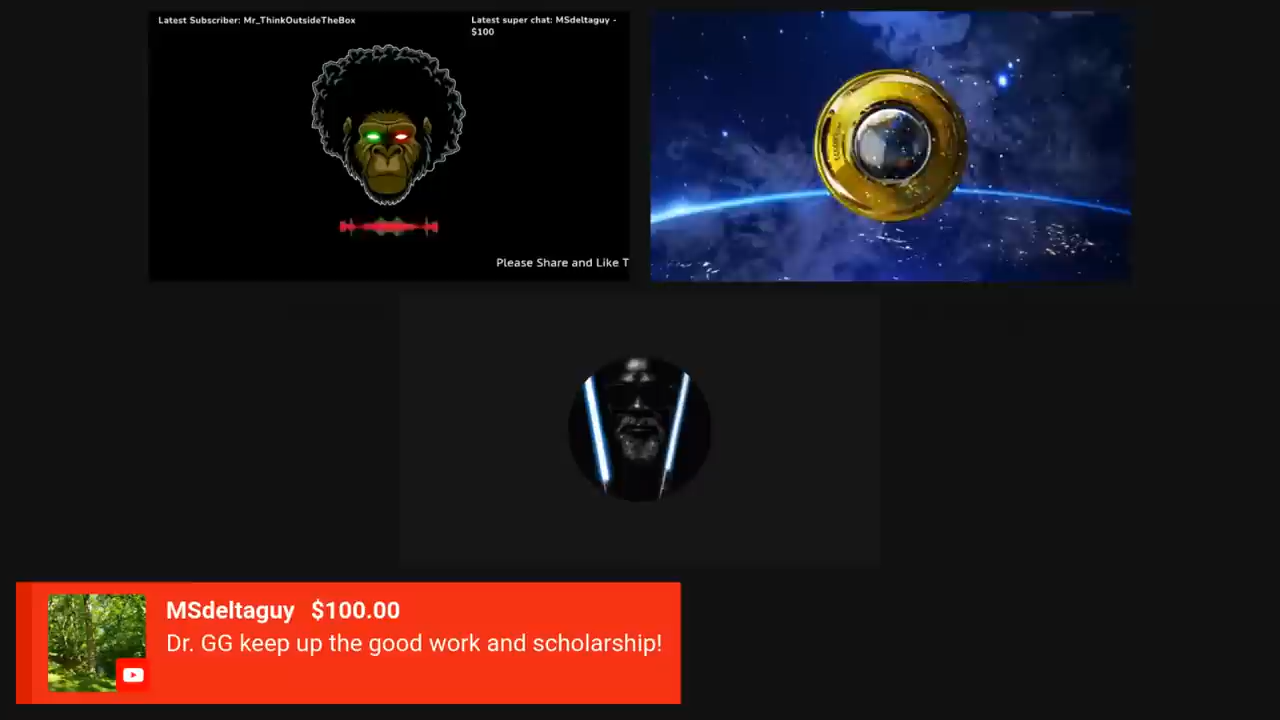 Latest Subscriber: Mr_ThinkOutsideTheBox
Latest super chat: MSdeltaguy -
$100
Please Share and Like T
MSdeltaguy $100.00
Dr. GG keep up the good work and scholarship!